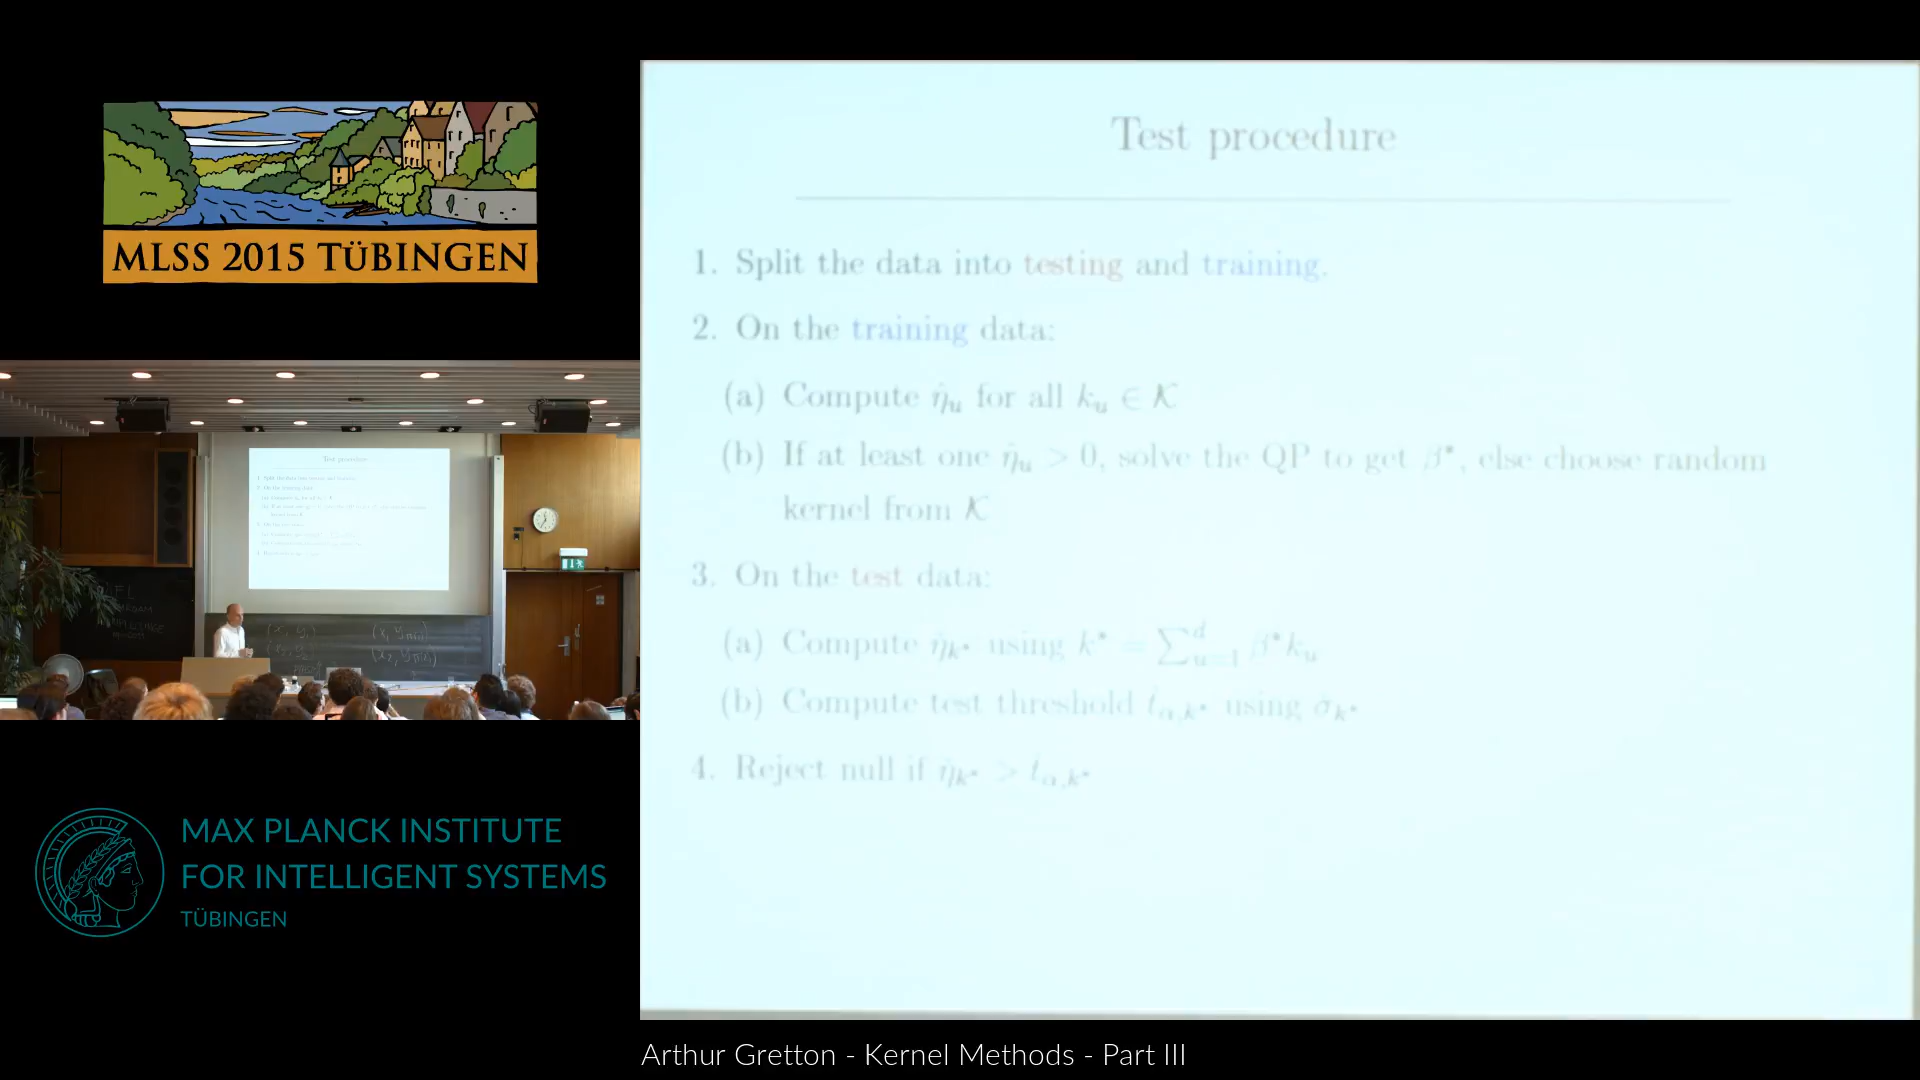 MLSS 2015 TÜBINGEN
Test procedure
1. Split the data into testing and training.
2. On the training data:
(a) Compute η̂ᵤ for all kᵤ ∈ 𝒦
(b) If at least one η̂ᵤ > 0, solve the QP to get β*, else choose random
kernel from 𝒦
3. On the test data:
(a) Compute η̂ₖ* using k* = ∑ᵈᵤ₌₁ β*kᵤ
(b) Compute test threshold t̂α,k* using σ̂ₖ*
4. Reject null if η̂ₖ* > t̂α,k*
MAX PLANCK INSTITUTE
FOR INTELLIGENT SYSTEMS
TÜBINGEN
Arthur Gretton - Kernel Methods - Part III